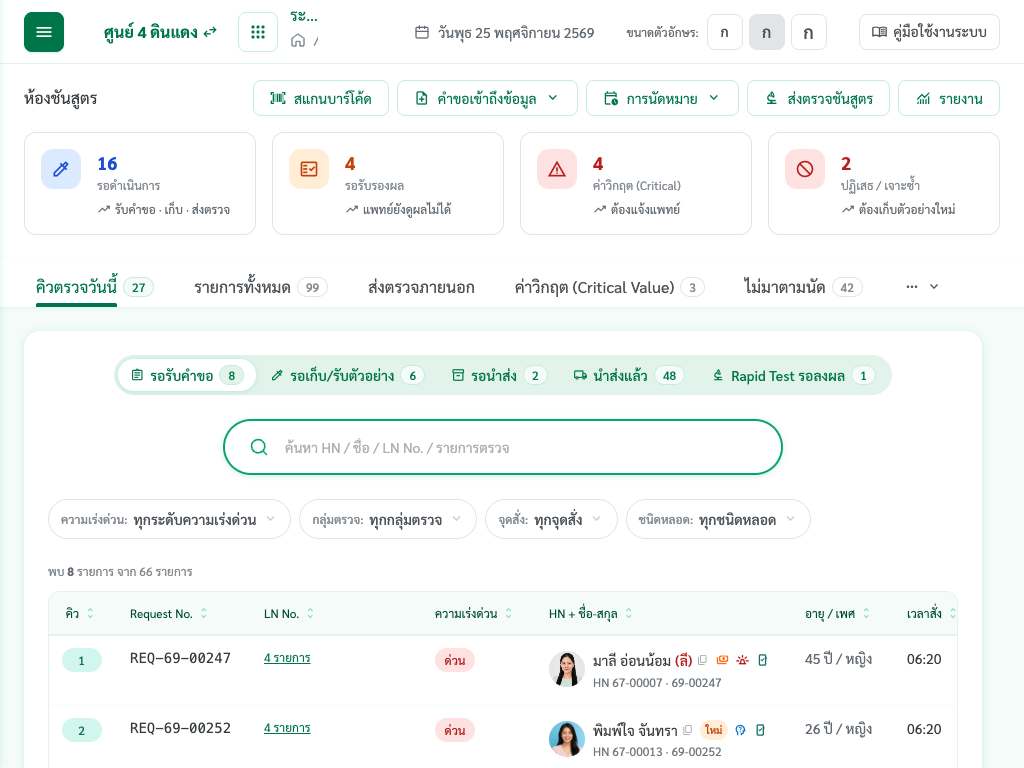 ศูนย์ 4 ดินแดง
ระ...
/
วันพุธ 25 พฤศจิกายน 2569
ขนาดตัวอักษร: ก ก ก
คู่มือใช้งานระบบ
ห้องชันสูตร
สแกนบาร์โค้ด
คำขอเข้าถึงข้อมูล
การนัดหมาย
ส่งตรวจชันสูตร
รายงาน
16
รอดำเนินการ
รับคำขอ · เก็บ · ส่งตรวจ
4
รอรับรองผล
แพทย์ยังดูผลไม่ได้
4
ค่าวิกฤต (Critical)
ต้องแจ้งแพทย์
2
ปฏิเสธ / เจาะซ้ำ
ต้องเก็บตัวอย่างใหม่
คิวตรวจวันนี้ 27
รายการทั้งหมด 99
ส่งตรวจภายนอก
ค่าวิกฤต (Critical Value) 3
ไม่มาตามนัด 42
...
รอรับคำขอ 8
รอเก็บ/รับตัวอย่าง 6
รอนำส่ง 2
นำส่งแล้ว 48
Rapid Test รอลงผล 1
ค้นหา HN / ชื่อ / LN No. / รายการตรวจ
ความเร่งด่วน: ทุกระดับความเร่งด่วน
กลุ่มตรวจ: ทุกกลุ่มตรวจ
จุดสั่ง: ทุกจุดสั่ง
ชนิดหลอด: ทุกชนิดหลอด
พบ 8 รายการ จาก 66 รายการ
คิว Request No. LN No. ความเร่งด่วน HN + ชื่อ-สกุล อายุ / เพศ เวลาสั่ง
1 REQ-69-00247 4 รายการ ด่วน มาลี อ่อนน้อม (ลี) 45 ปี / หญิง 06:20
HN 67-00007 · 69-00247
2 REQ-69-00252 4 รายการ ด่วน พิมพ์ใจ จันทรา ใหม่ 26 ปี / หญิง 06:20
HN 67-00013 · 69-00252